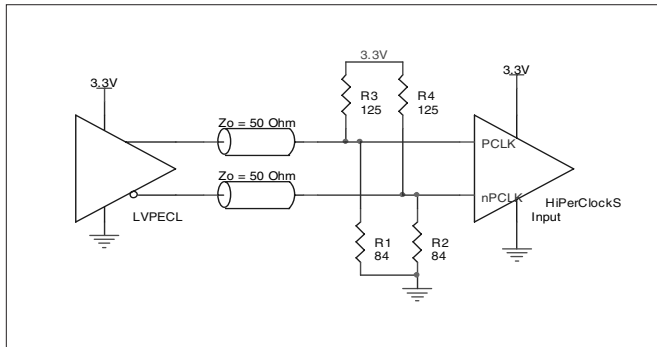 3.3V
3.3V
3.3V
R3
125
R4
125
Zo = 50 Ohm
PCLK
Zo = 50 Ohm
nPCLK
HiPerClockS
Input
LVPECL
R1
84
R2
84